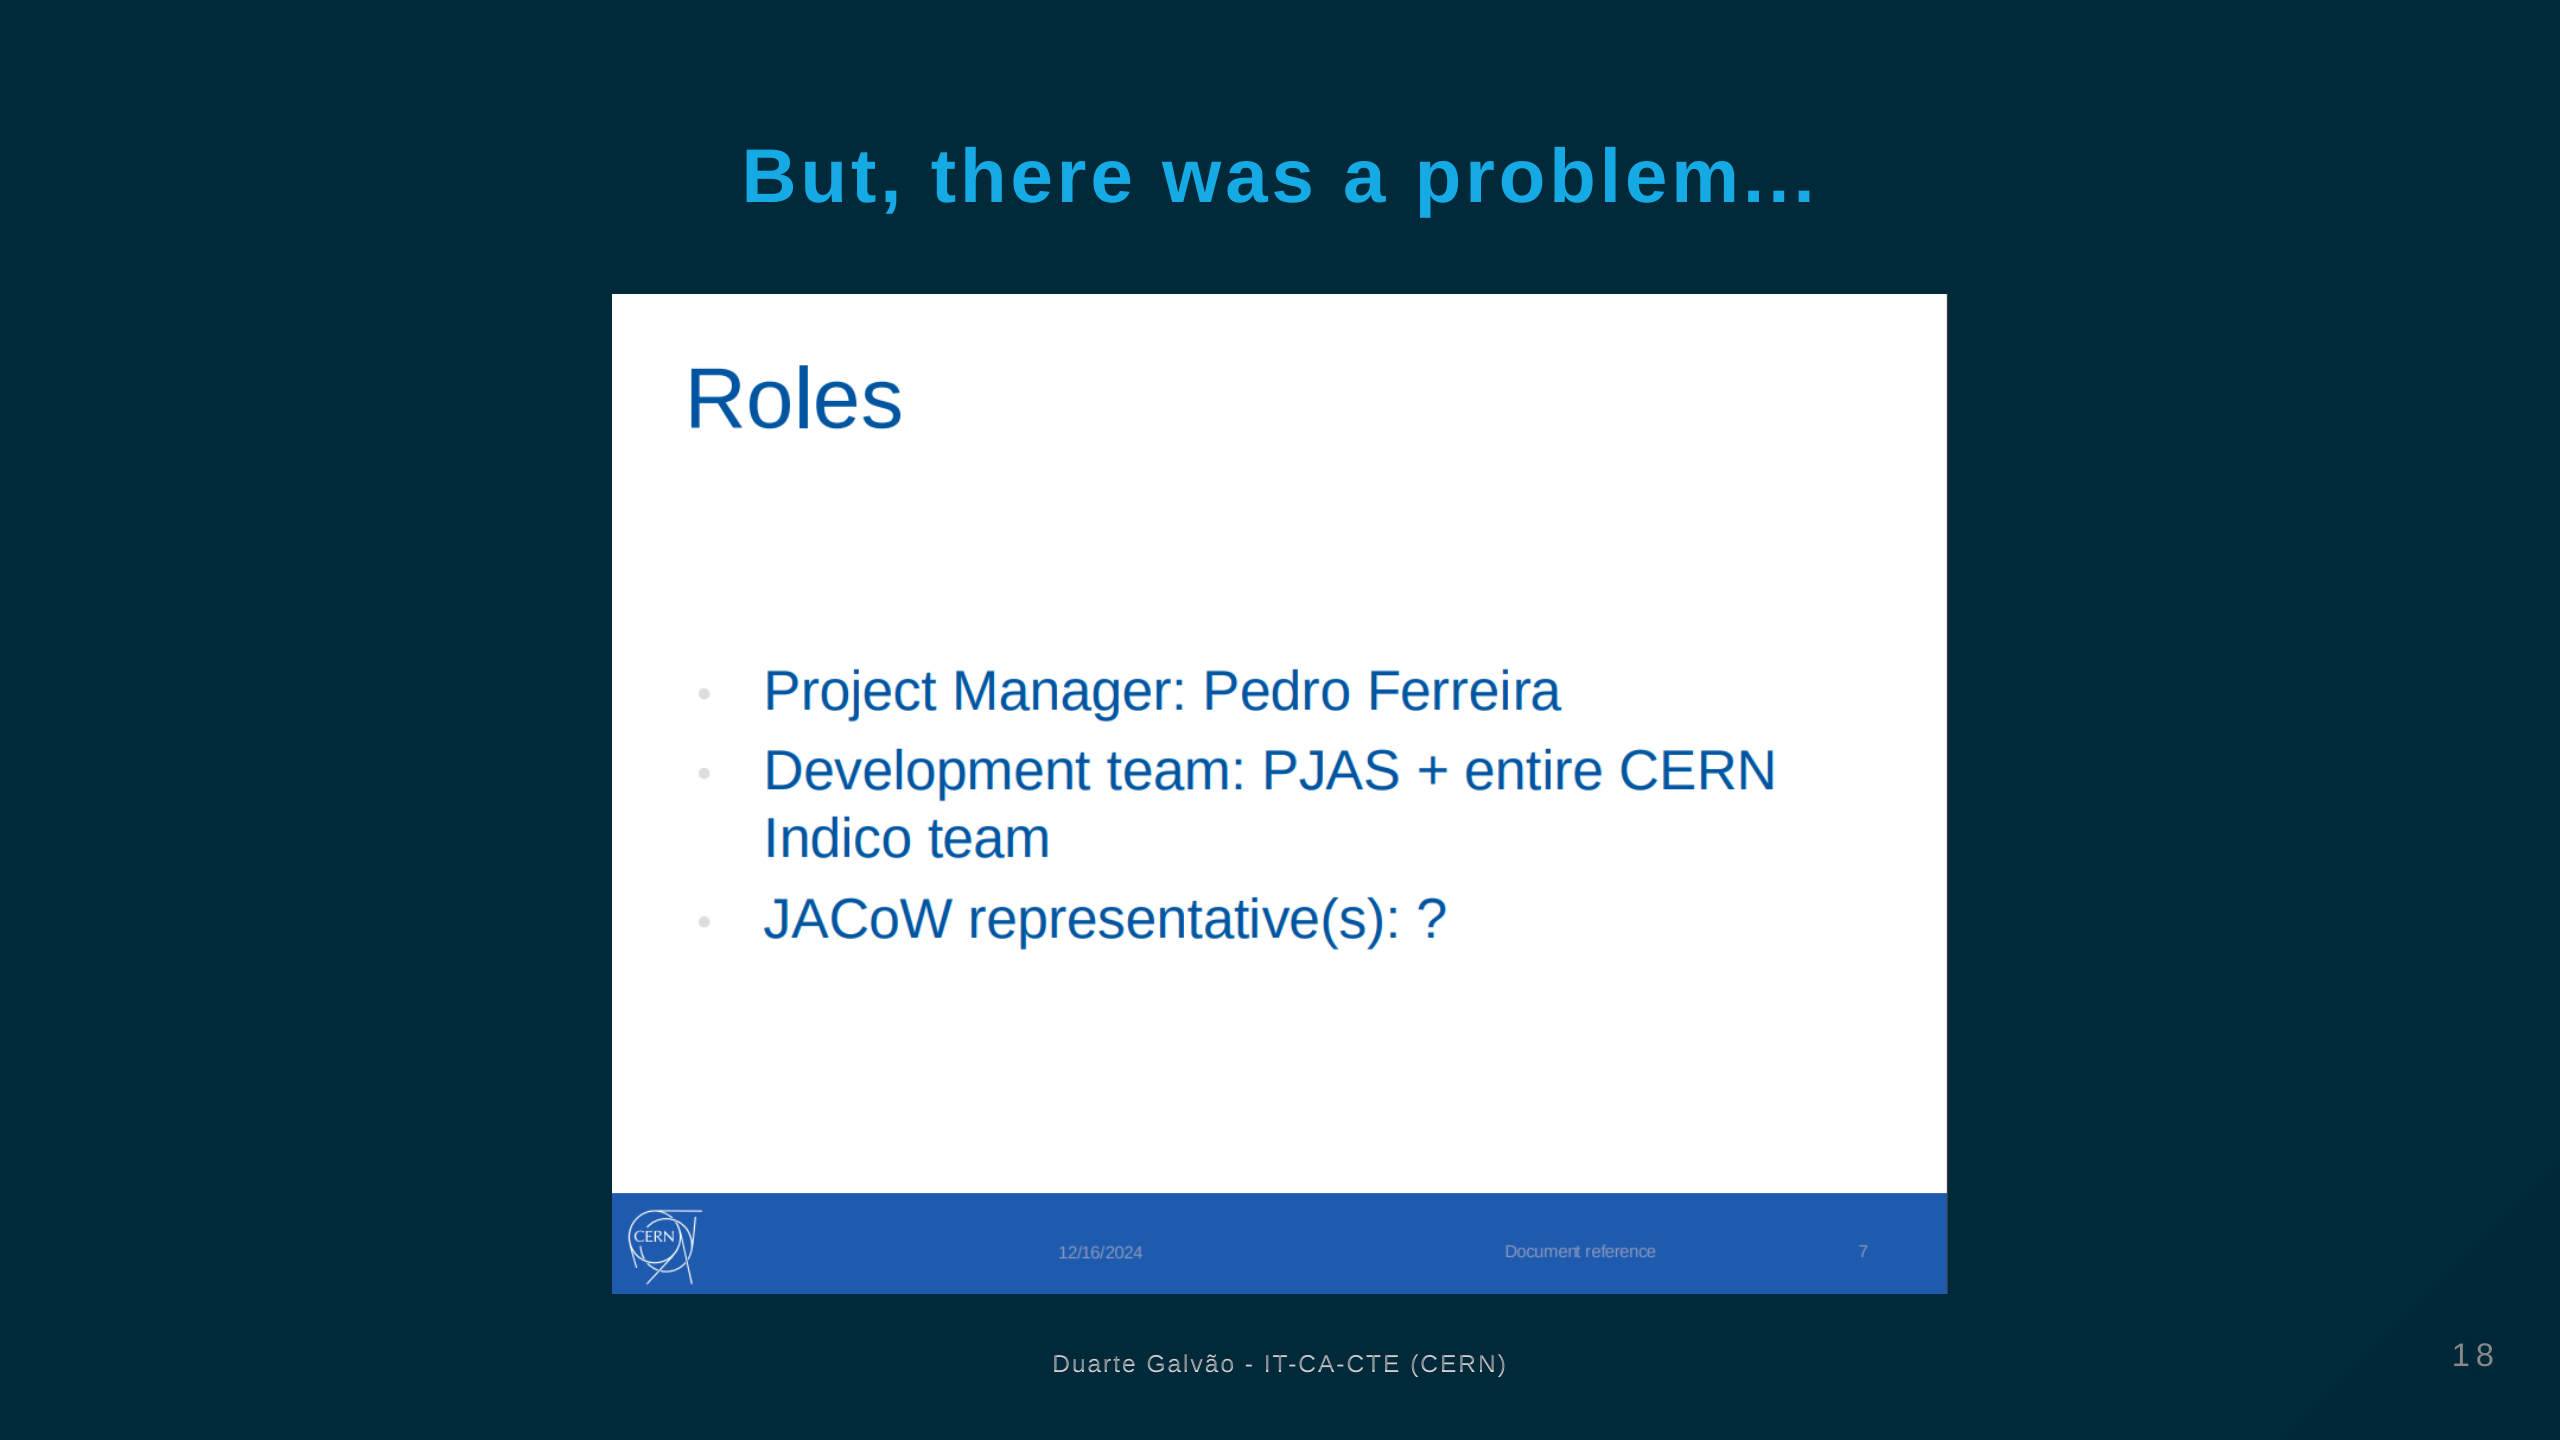 But, there was a problem...
Roles
• Project Manager: Pedro Ferreira
• Development team: PJAS + entire CERN
Indico team
• JACoW representative(s): ?
CERN
12/16/2024
Document reference
7
Duarte Galvão - IT-CA-CTE (CERN)
18